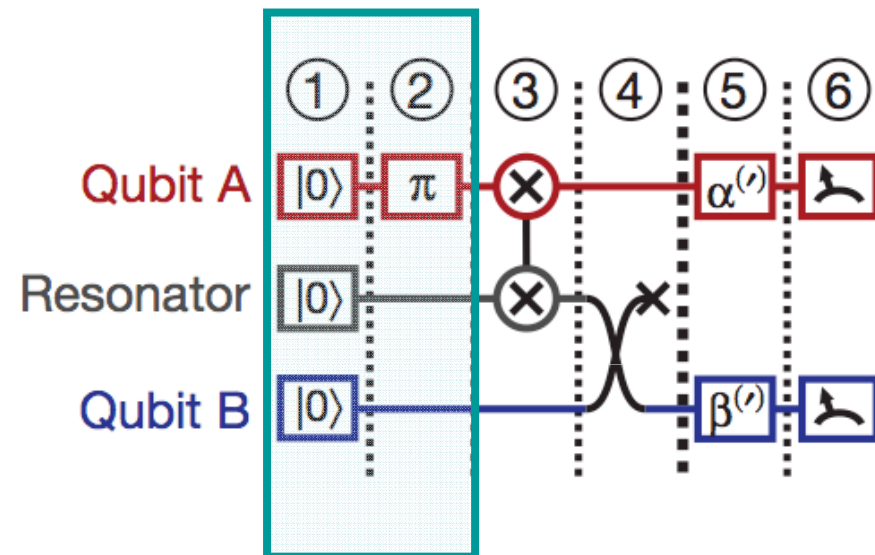 ① ② ③ ④ ⑤ ⑥
Qubit A |0⟩ π α(′)
Resonator |0⟩
Qubit B |0⟩ β(′)